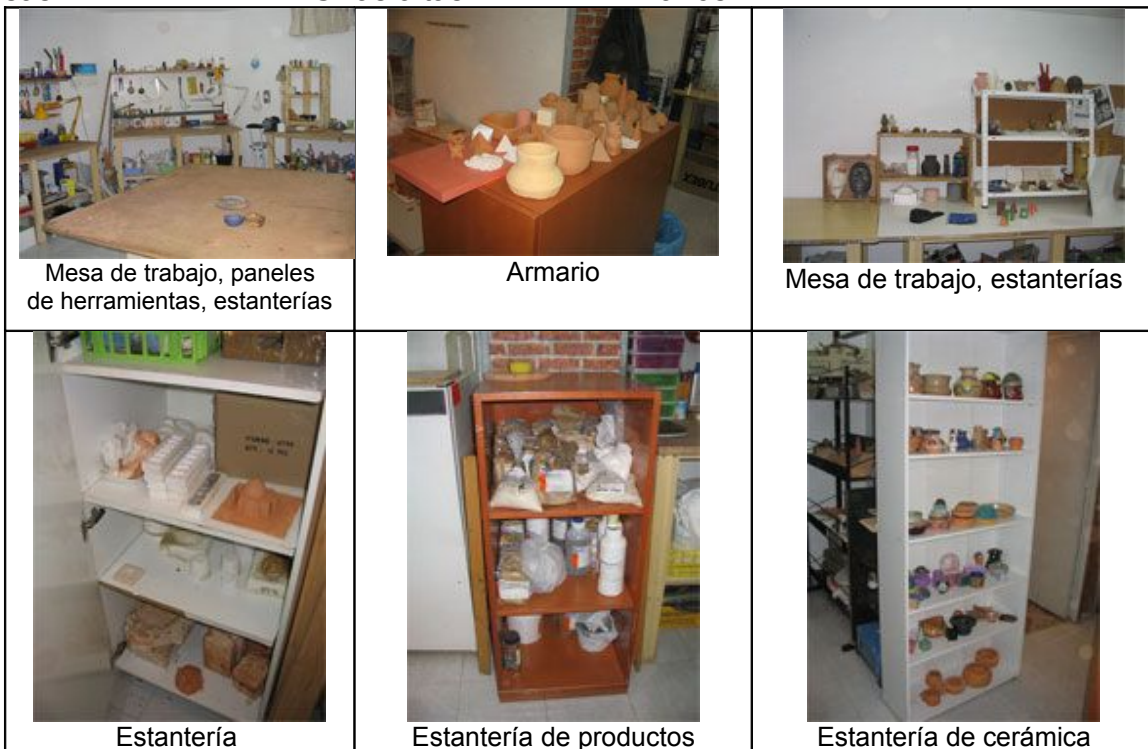 Mesa de trabajo, paneles
de herramientas, estanterías
Armario
Mesa de trabajo, estanterías
Estantería
Estantería de productos
Estantería de cerámica